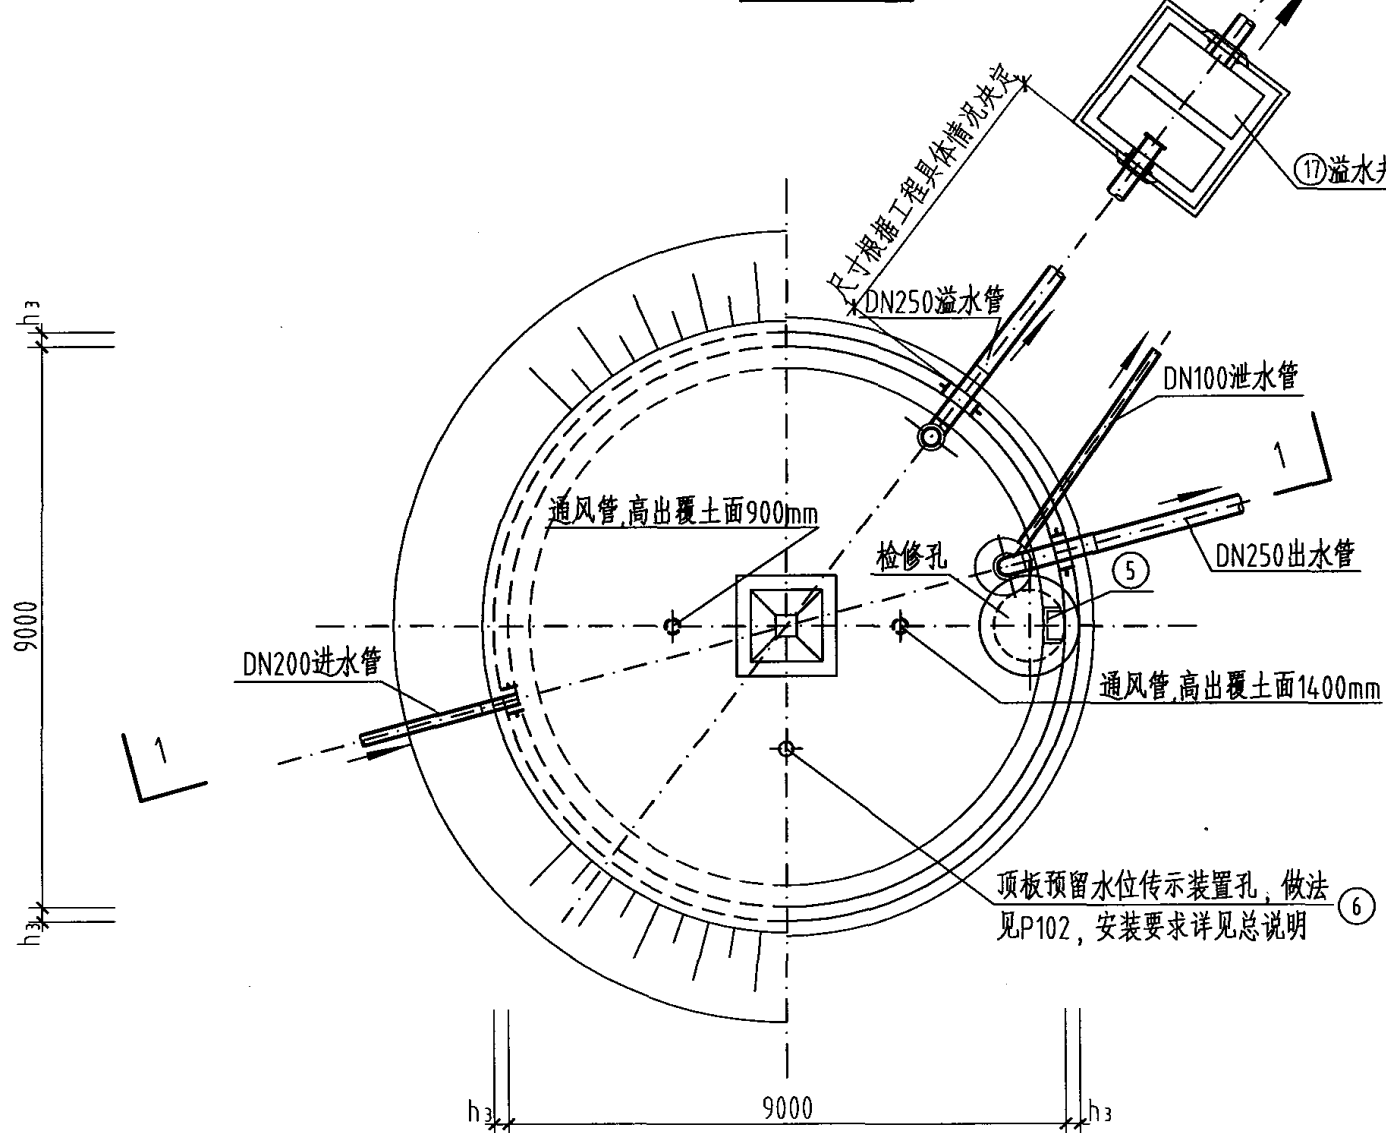 尺寸根据工程具体情况决定
⑰溢水
DN250溢水管
h3
DN100泄水管
1
通风管,高出覆土面900mm
检修孔
⑤
DN250出水管
9000
DN200进水管
通风管,高出覆土面1400mm
1
顶板预留水位传示装置孔，做法
见P102，安装要求详见总说明
⑥
h3
h3
9000
h3